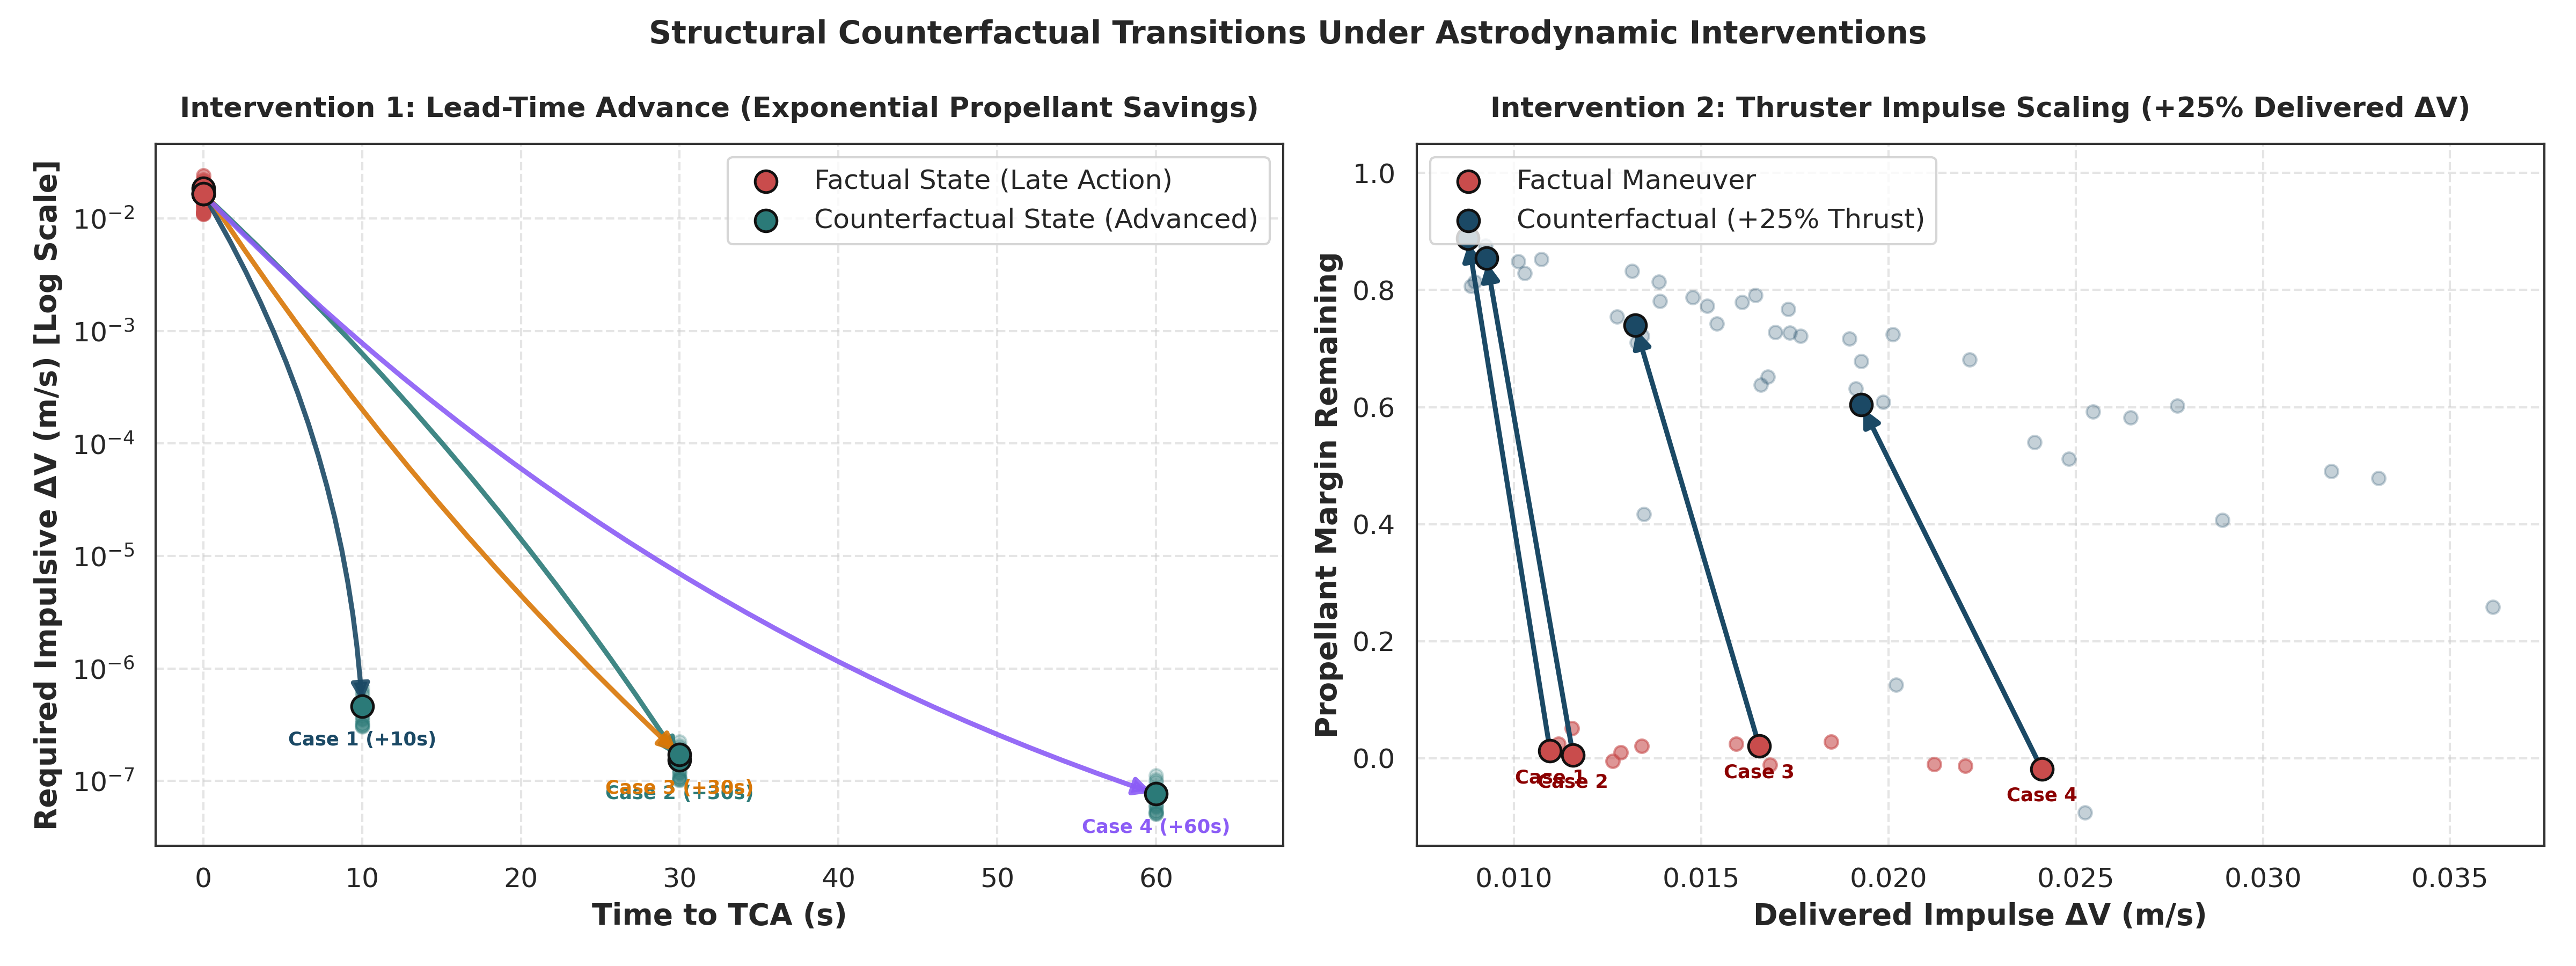 Structural Counterfactual Transitions Under Astrodynamic Interventions
Intervention 1: Lead-Time Advance (Exponential Propellant Savings)
Required Impulsive ΔV (m/s) [Log Scale]
10⁻²
10⁻³
10⁻⁴
10⁻⁵
10⁻⁶
10⁻⁷
Factual State (Late Action)
Counterfactual State (Advanced)
Case 1 (+10s)
Case 3 (+30s)
Case 2 (+30s)
Case 4 (+60s)
0 10 20 30 40 50 60
Time to TCA (s)
Intervention 2: Thruster Impulse Scaling (+25% Delivered ΔV)
Propellant Margin Remaining
1.0
0.8
0.6
0.4
0.2
0.0
Factual Maneuver
Counterfactual (+25% Thrust)
Case 1
Case 2
Case 3
Case 4
0.010 0.015 0.020 0.025 0.030 0.035
Delivered Impulse ΔV (m/s)